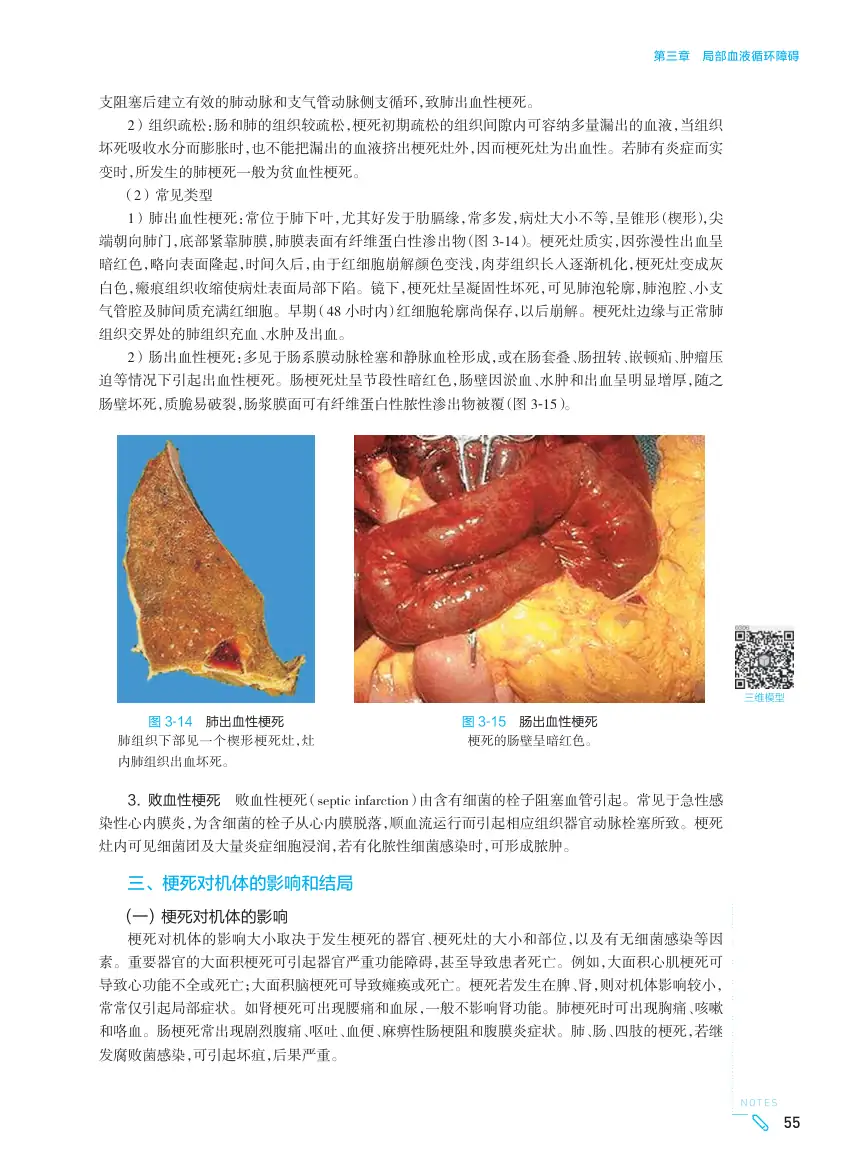 第三章 局部血液循环障碍
支阻塞后建立有效的肺动脉和支气管动脉侧支循环，致肺出血性梗死。
2）组织疏松：肠和肺的组织较疏松，梗死初期疏松的组织间隙内可容纳多量漏出的血液，当组织
坏死吸收水分而膨胀时，也不能把漏出的血液挤出梗死灶外，因而梗死灶为出血性。若肺有炎症而实
变时，所发生的肺梗死一般为贫血性梗死。
（2）常见类型
1）肺出血性梗死：常位于肺下叶，尤其好发于肋膈缘，常多发，病灶大小不等，呈锥形（楔形），尖
端朝向肺门，底部紧靠肺膜，肺膜表面有纤维蛋白性渗出物（图 3-14）。梗死灶质实，因弥漫性出血呈
暗红色，略向表面隆起，时间久后，由于红细胞崩解颜色变浅，肉芽组织长入逐渐机化，梗死灶变成灰
白色，瘢痕组织收缩使病灶表面局部下陷。镜下，梗死灶呈凝固性坏死，可见肺泡轮廓，肺泡腔、小支
气管腔及肺间质充满红细胞。早期（48 小时内）红细胞轮廓尚保存，以后崩解。梗死灶边缘与正常肺
组织交界处的肺组织充血、水肿及出血。
2）肠出血性梗死：多见于肠系膜动脉栓塞和静脉血栓形成，或在肠套叠、肠扭转、嵌顿疝、肿瘤压
迫等情况下引起出血性梗死。肠梗死灶呈节段性暗红色，肠壁因淤血、水肿和出血呈明显增厚，随之
肠壁坏死，质脆易破裂，肠浆膜面可有纤维蛋白性脓性渗出物被覆（图 3-15）。
三维模型
图 3-14 肺出血性梗死
肺组织下部见一个楔形梗死灶，灶
内肺组织出血坏死。
图 3-15 肠出血性梗死
梗死的肠壁呈暗红色。
3. 败血性梗死 败血性梗死（septic infarction）由含有细菌的栓子阻塞血管引起。常见于急性感
染性心内膜炎，为含细菌的栓子从心内膜脱落，顺血流运行而引起相应组织器官动脉栓塞所致。梗死
灶内可见细菌团及大量炎症细胞浸润，若有化脓性细菌感染时，可形成脓肿。
三、梗死对机体的影响和结局
（一）梗死对机体的影响
梗死对机体的影响大小取决于发生梗死的器官、梗死灶的大小和部位，以及有无细菌感染等因
素。重要器官的大面积梗死可引起器官严重功能障碍，甚至导致患者死亡。例如，大面积心肌梗死可
导致心功能不全或死亡；大面积脑梗死可导致瘫痪或死亡。梗死若发生在脾、肾，则对机体影响较小，
常常仅引起局部症状。如肾梗死可出现腰痛和血尿，一般不影响肾功能。肺梗死时可出现胸痛、咳嗽
和咯血。肠梗死常出现剧烈腹痛、呕吐、血便、麻痹性肠梗阻和腹膜炎症状。肺、肠、四肢的梗死，若继
发腐败菌感染，可引起坏疽，后果严重。
NOTES
55